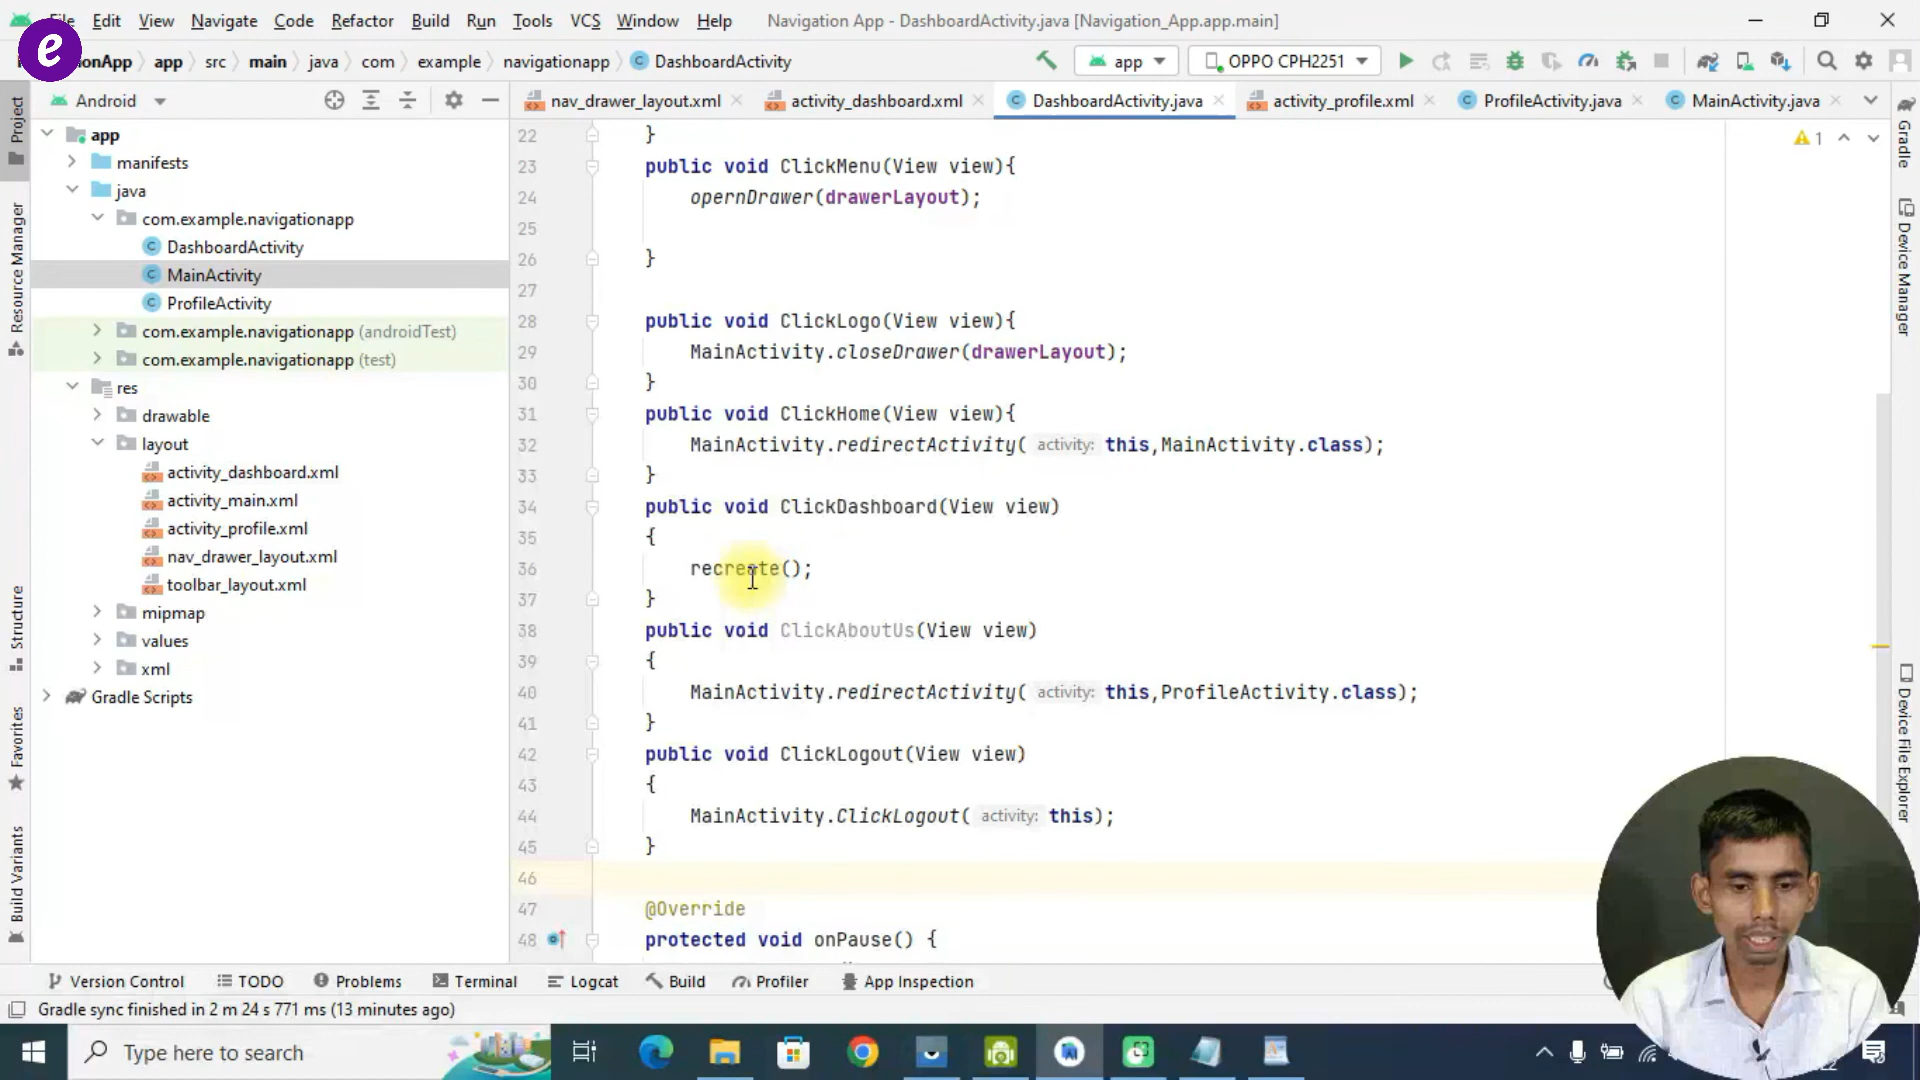 e
File Edit View Navigate Code Refactor Build Run Tools VCS Window Help Navigation App - DashboardActivity.java [Navigation_App.app.main]
onApp app src main java com example navigationapp DashboardActivity app OPPO CPH2251
Android nav_drawer_layout.xml activity_dashboard.xml DashboardActivity.java activity_profile.xml ProfileActivity.java MainActivity.java
Project
Resource Manager
Structure
Favorites
Build Variants
app
manifests
java
com.example.navigationapp
DashboardActivity
MainActivity
ProfileActivity
com.example.navigationapp (androidTest)
com.example.navigationapp (test)
res
drawable
layout
activity_dashboard.xml
activity_main.xml
activity_profile.xml
nav_drawer_layout.xml
toolbar_layout.xml
mipmap
values
xml
Gradle Scripts
22 }
23 public void ClickMenu(View view){
24 opernDrawer(drawerLayout);
25
26 }
27
28 public void ClickLogo(View view){
29 MainActivity.closeDrawer(drawerLayout);
30 }
31 public void ClickHome(View view){
32 MainActivity.redirectActivity( activity: this,MainActivity.class);
33 }
34 public void ClickDashboard(View view)
35 {
36 recreate();
37 }
38 public void ClickAboutUs(View view)
39 {
40 MainActivity.redirectActivity( activity: this,ProfileActivity.class);
41 }
42 public void ClickLogout(View view)
43 {
44 MainActivity.ClickLogout( activity: this);
45 }
46
47 @Override
48 protected void onPause() {
1
Gradle
Device Manager
Device File Explorer
Version Control TODO Problems Terminal Logcat Build Profiler App Inspection
Gradle sync finished in 2 m 24 s 771 ms (13 minutes ago)
Type here to search